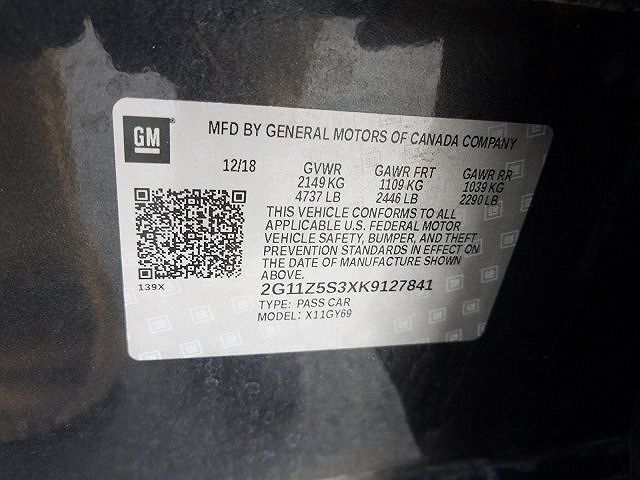 GM
MFD BY GENERAL MOTORS OF CANADA COMPANY
12/18 GVWR GAWR FRT GAWR RR
2149 KG 1109 KG 1039 KG
4737 LB 2446 LB 2290 LB
THIS VEHICLE CONFORMS TO ALL
APPLICABLE U.S. FEDERAL MOTOR
VEHICLE SAFETY, BUMPER, AND THEFT
PREVENTION STANDARDS IN EFFECT ON
THE DATE OF MANUFACTURE SHOWN
ABOVE.
139X
2G11Z5S3XK9127841
TYPE: PASS CAR
MODEL: X11GY69